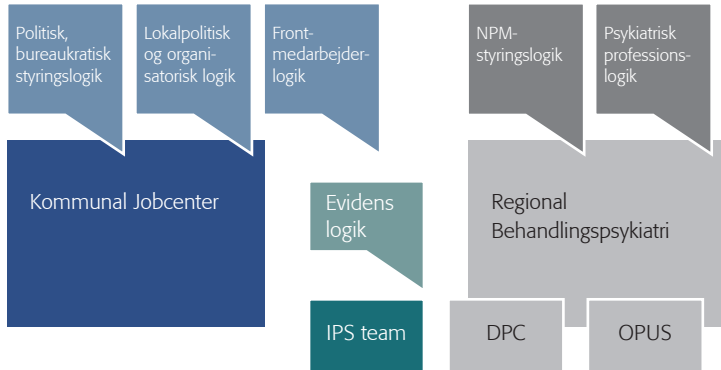 Politisk,
bureaukratisk
styringslogik
Lokalpolitisk
og organi-
satorisk logik
Front-
medarbejder-
logik
NPM-
styringslogik
Psykiatrisk
professions-
logik
Kommunal Jobcenter
Evidens
logik
Regional
Behandlingspsykiatri
IPS team
DPC
OPUS